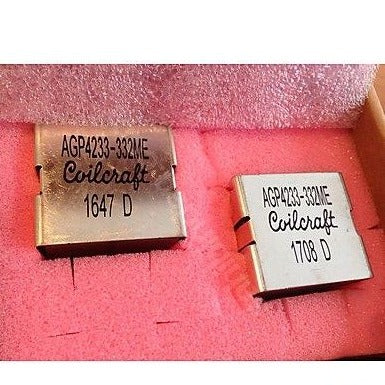 AGP4233-332ME
Coilcraft
1647 D
AGP4233-332ME
Coilcraft
1708 D